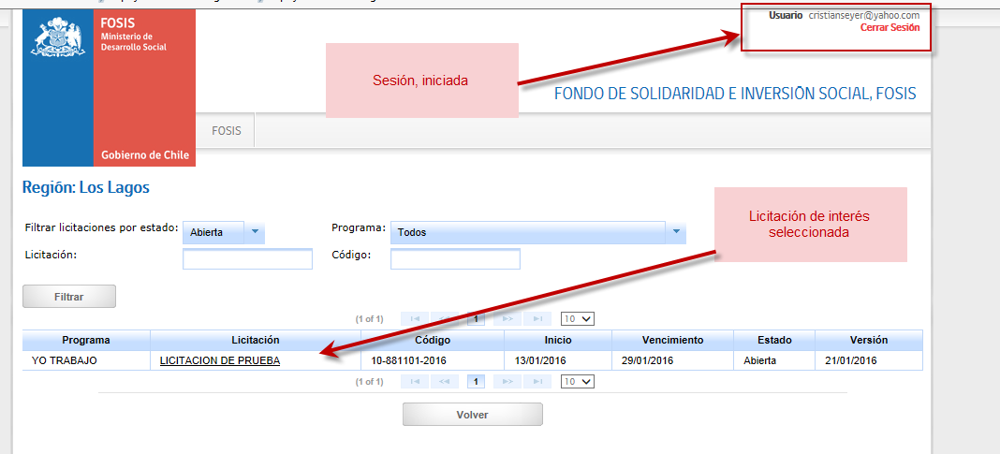 FOSIS
Ministerio de
Desarrollo Social
Gobierno de Chile
Usuario cristianseyer@yahoo.com
Cerrar Sesión
Sesión, iniciada
FONDO DE SOLIDARIDAD E INVERSIÓN SOCIAL, FOSIS
FOSIS
Región: Los Lagos
Filtrar licitaciones por estado: Abierta Programa: Todos
Licitación: Código:
Licitación de interés
seleccionada
Filtrar
(1 of 1) 1 10
Programa Licitación Código Inicio Vencimiento Estado Versión
YO TRABAJO LICITACION DE PRUEBA 10-881101-2016 13/01/2016 29/01/2016 Abierta 21/01/2016
(1 of 1) 1 10
Volver